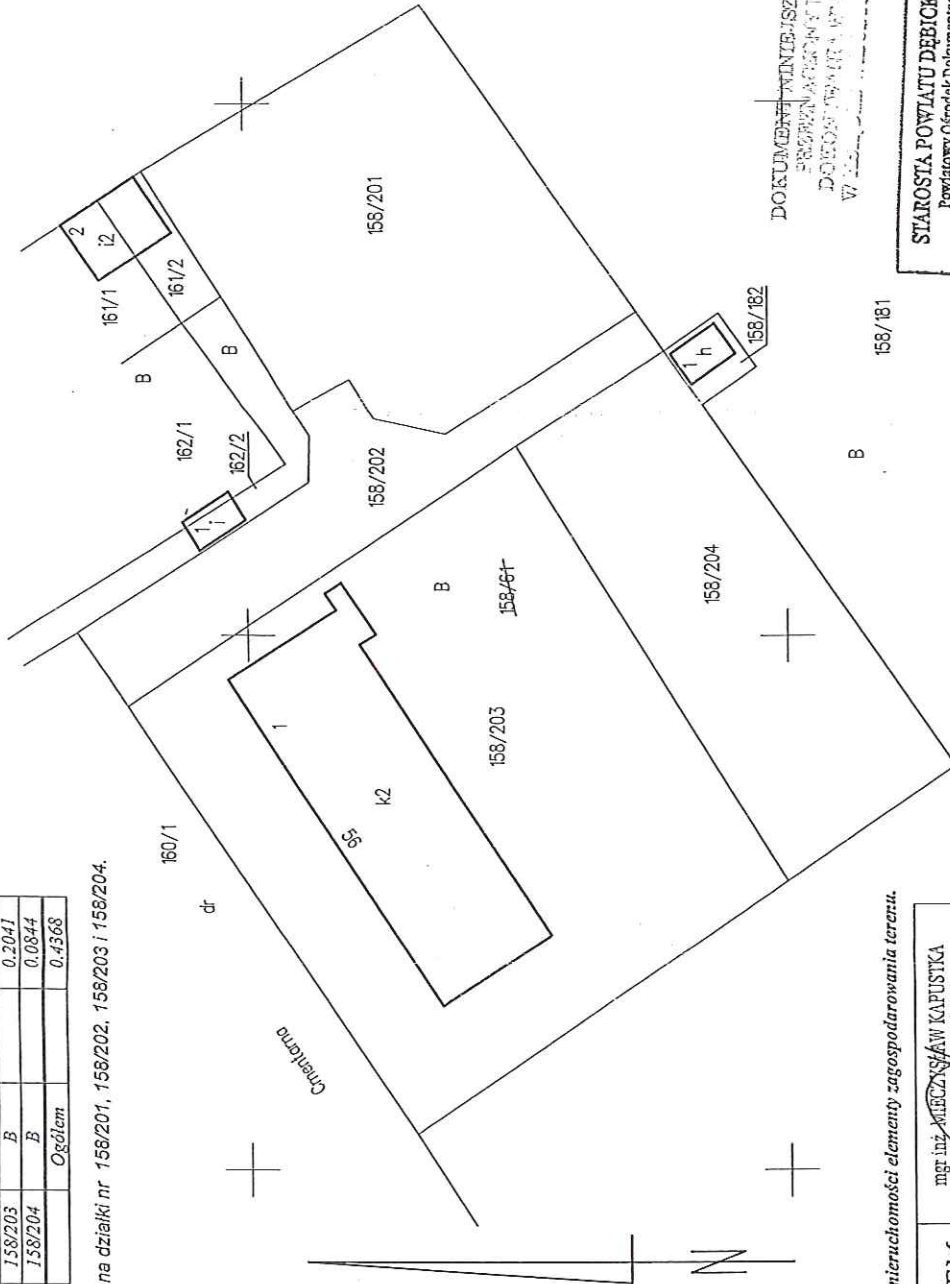 158/203 B 0.2041
158/204 B 0.0844
Ogółem 0.4368
na działki nr 158/201, 158/202, 158/203 i 158/204.
160/1
dr
Cmentarna
1
56
k2
158/203
158/61
B
158/204
158/202
162/1
162/2
1
i
B
B
161/1
161/2
2
i2
158/201
1
h
158/182
158/181
B
N
DOKUMENT NINIEJSZ
STAROSTA POWIATU DĘBICK
Powiatowy Ośrodek Dokumentac
nieruchomości elementy zagospodarowania terenu.
mgr inż. MIECZYSŁAW KAPUSTKA